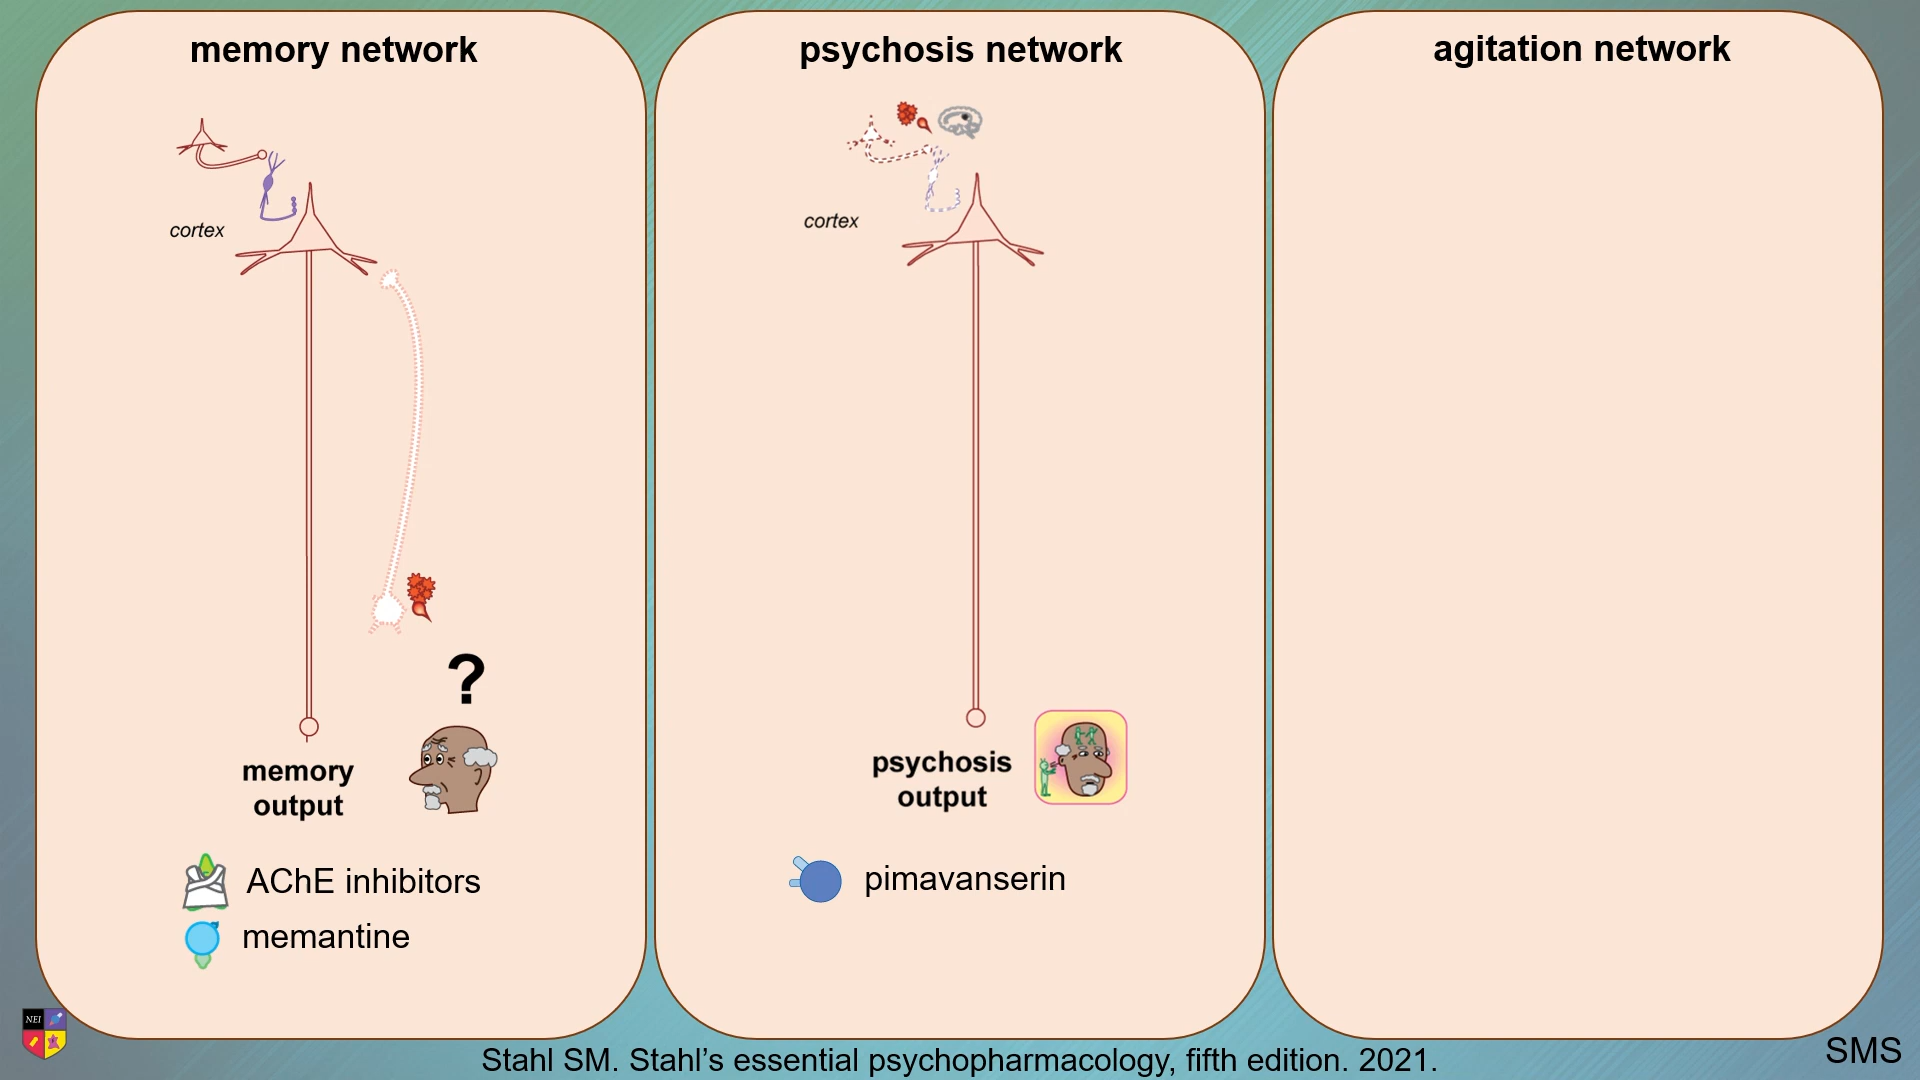 memory network
cortex
?
memory
output
AChE inhibitors
memantine
psychosis network
cortex
psychosis
output
pimavanserin
agitation network
NEI
Stahl SM. Stahl’s essential psychopharmacology, fifth edition. 2021.
SMS